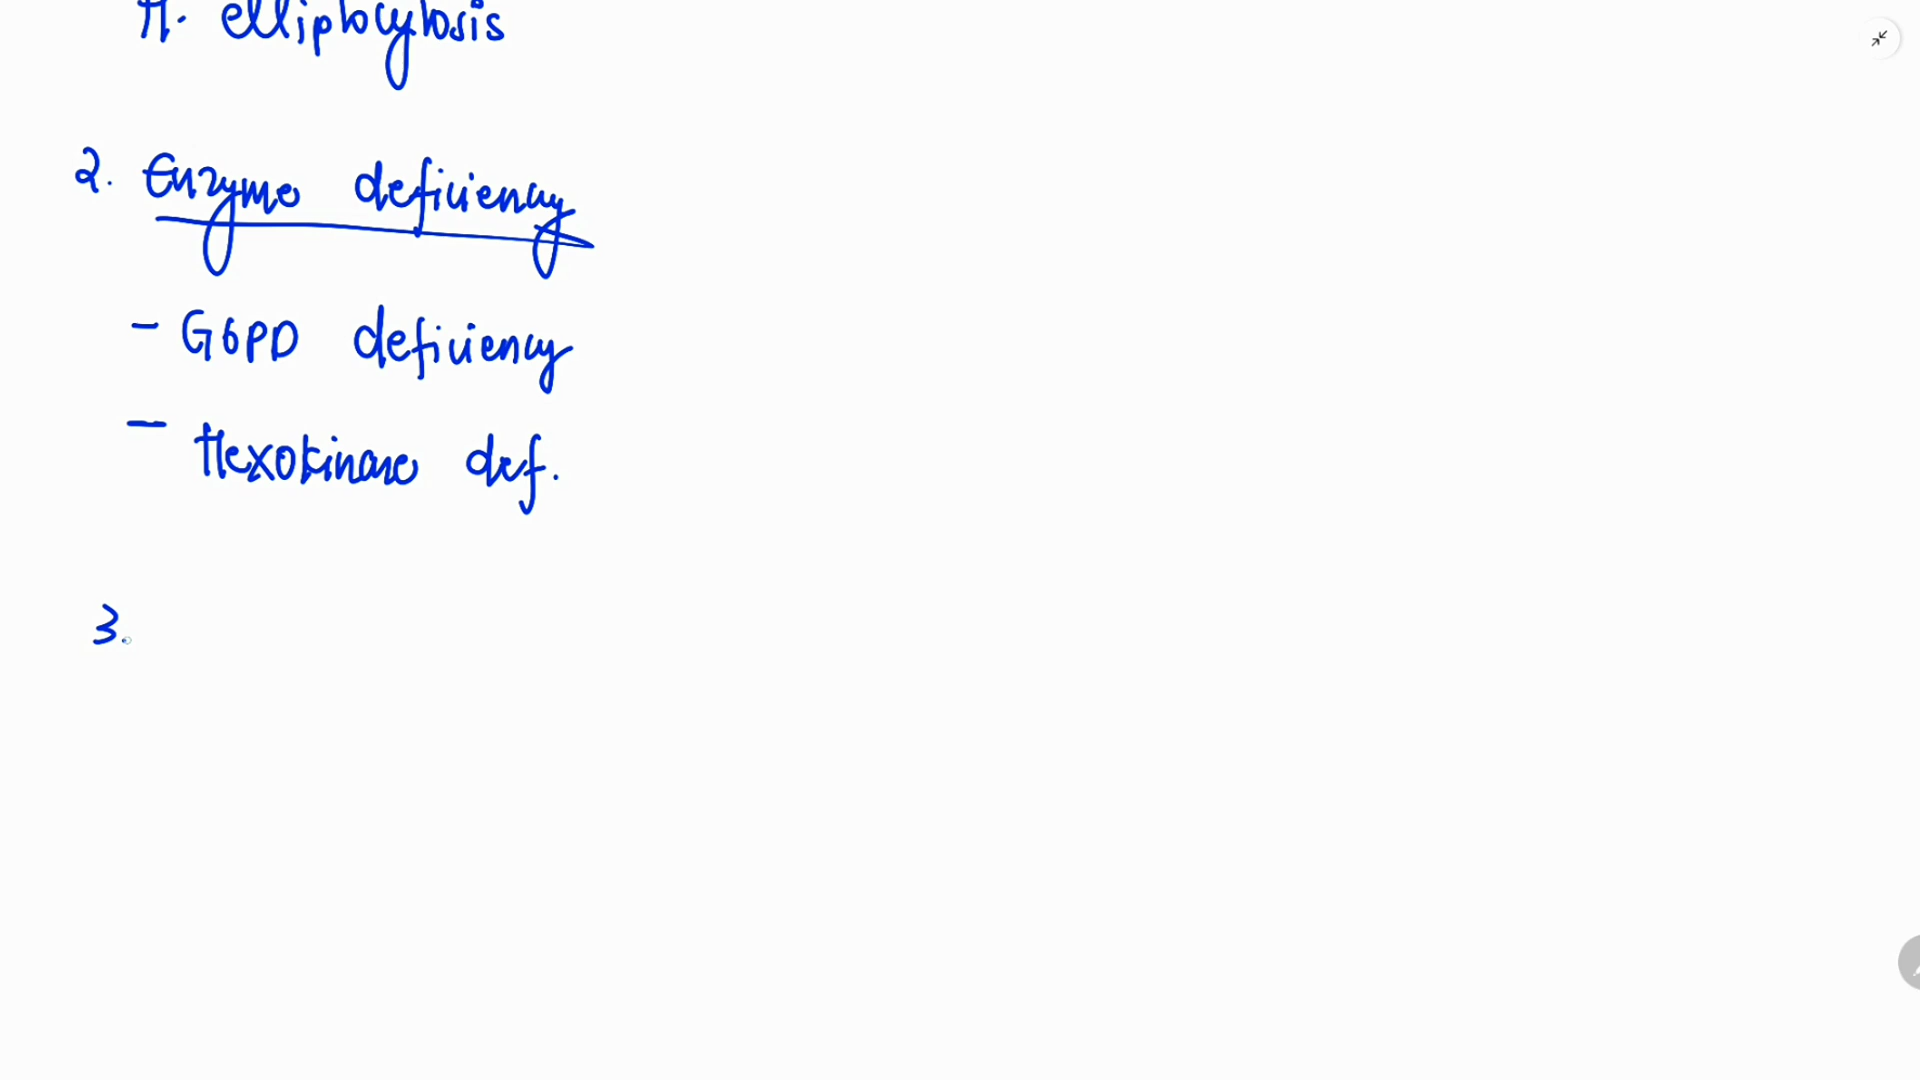 H. elliptocytosis
2. Enzyme deficiency
- G6PD deficiency
- Hexokinase def.
3.